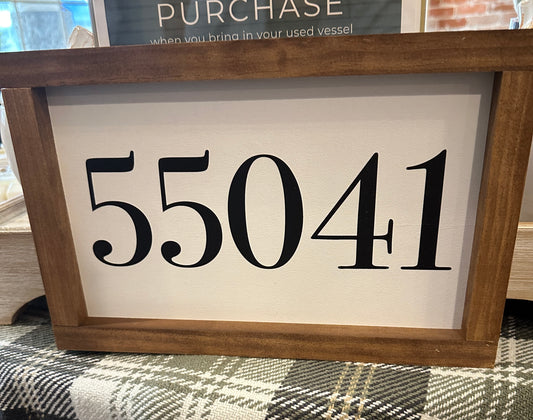 PURCHASE
when you bring in your used vessel
55041